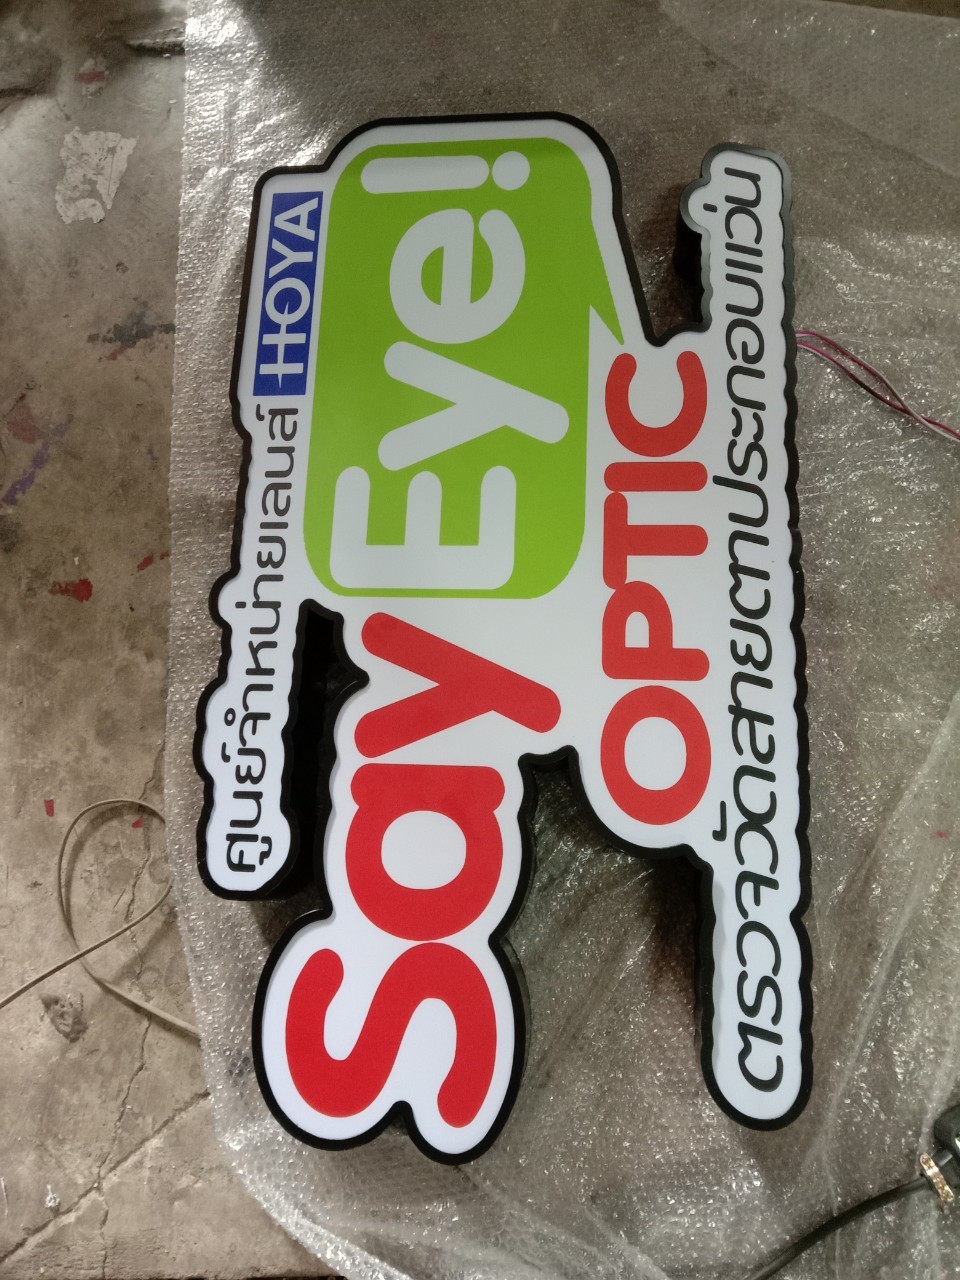 ศูนย์จำหน่ายเลนส์ HOYA
Say Eye!
OPTIC
ตรวจวัดสายตาประกอบแว่น